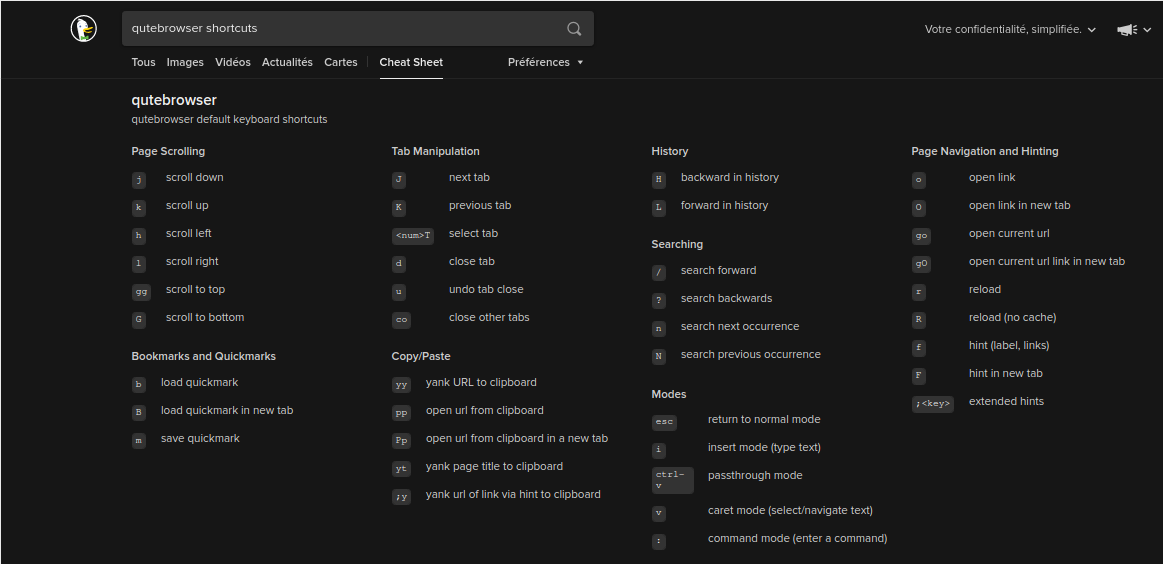 qutebrowser shortcuts
Votre confidentialité, simplifiée.
Tous Images Vidéos Actualités Cartes Cheat Sheet Préférences
qutebrowser
qutebrowser default keyboard shortcuts
Page Scrolling
j scroll down
k scroll up
h scroll left
l scroll right
gg scroll to top
G scroll to bottom
Bookmarks and Quickmarks
b load quickmark
B load quickmark in new tab
m save quickmark
Tab Manipulation
J next tab
K previous tab
<num>T select tab
d close tab
u undo tab close
co close other tabs
Copy/Paste
yy yank URL to clipboard
pp open url from clipboard
Pp open url from clipboard in a new tab
yt yank page title to clipboard
;y yank url of link via hint to clipboard
History
H backward in history
L forward in history
Searching
/ search forward
? search backwards
n search next occurrence
N search previous occurrence
Modes
esc return to normal mode
i insert mode (type text)
ctrl-
v passthrough mode
v caret mode (select/navigate text)
: command mode (enter a command)
Page Navigation and Hinting
o open link
O open link in new tab
go open current url
gO open current url link in new tab
r reload
R reload (no cache)
f hint (label, links)
F hint in new tab
;<key> extended hints